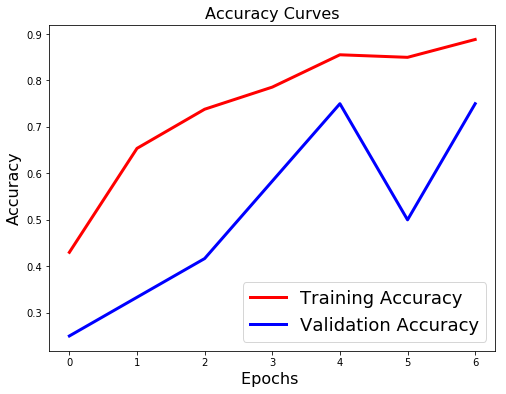 Accuracy Curves
0.9
0.8
0.7
0.6
0.5
0.4
0.3
Accuracy
Training Accuracy
Validation Accuracy
0 1 2 3 4 5 6
Epochs